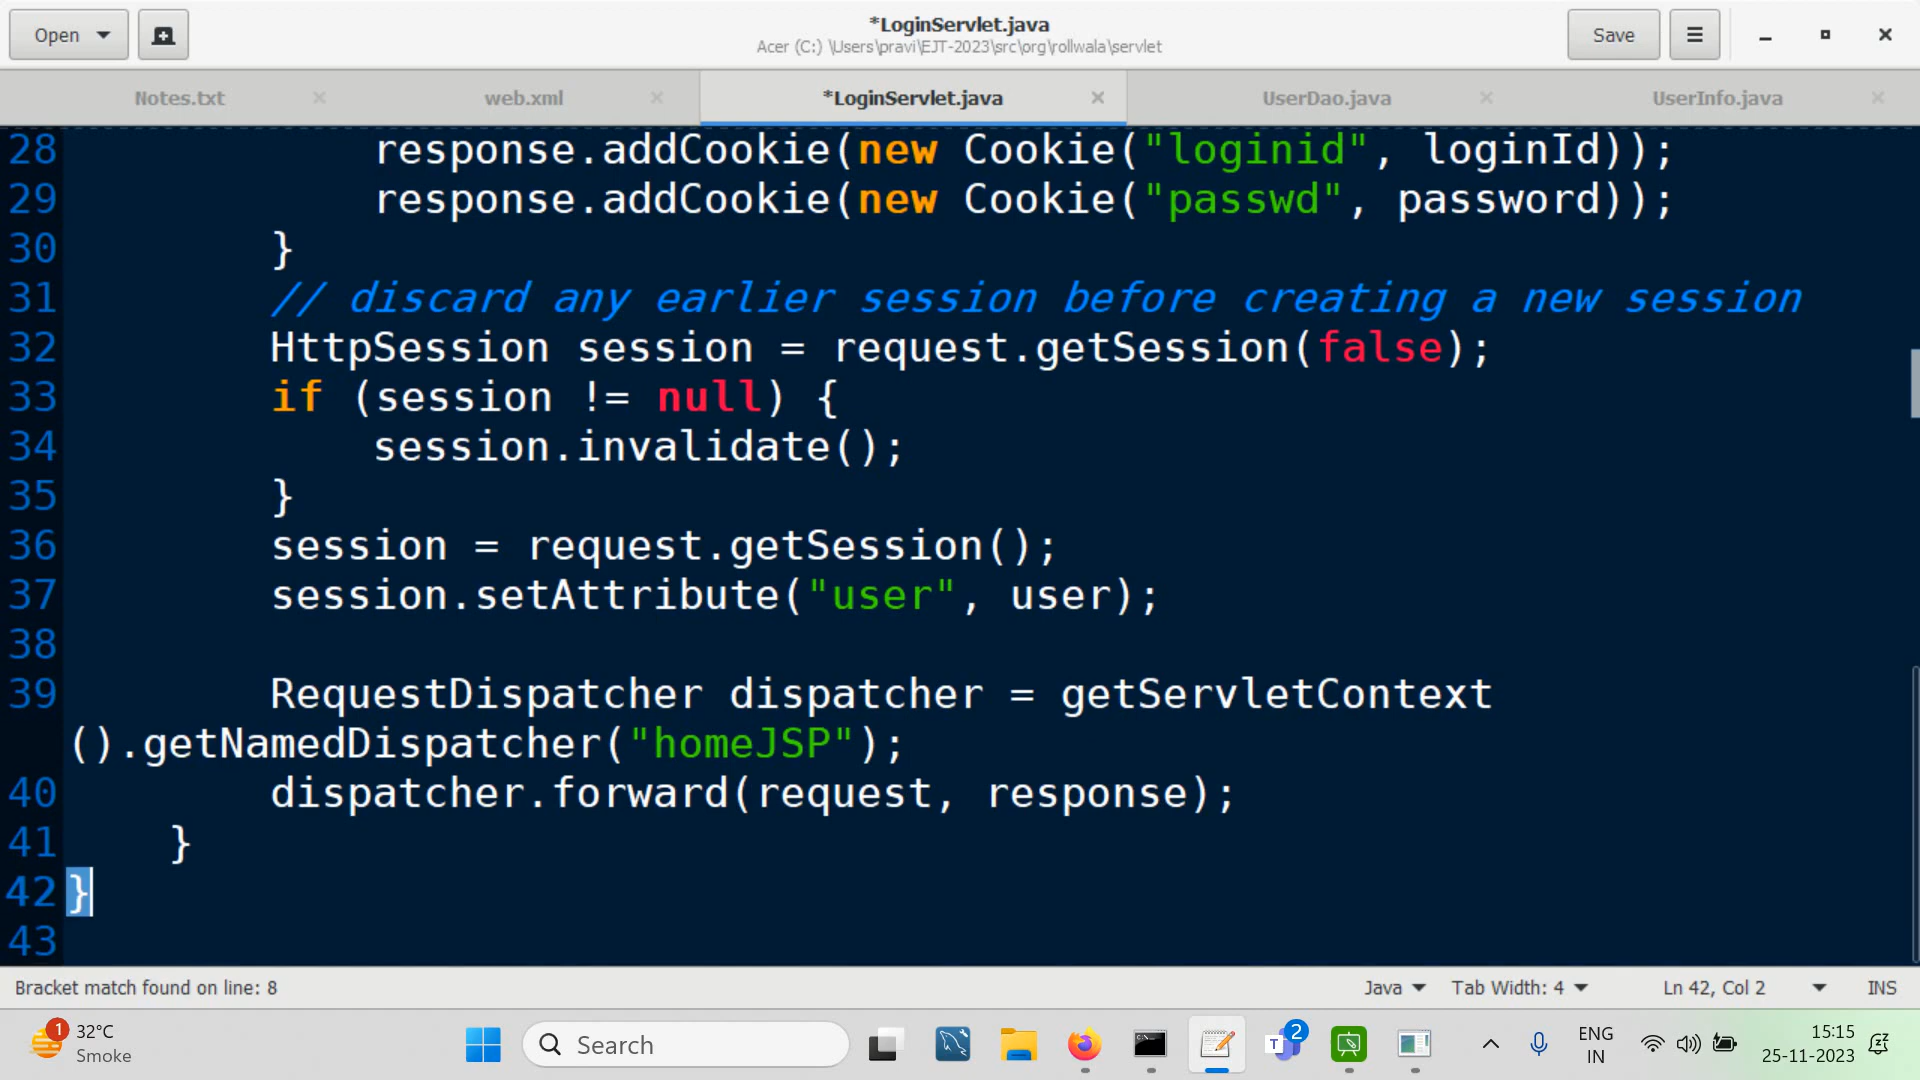 Open
*LoginServlet.java
Acer (C:) \Users\pravi\EJT-2023\src\org\rollwala\servlet
Save
Notes.txt
web.xml
*LoginServlet.java
UserDao.java
UserInfo.java
28 response.addCookie(new Cookie("loginid", loginId));
29 response.addCookie(new Cookie("passwd", password));
30 }
31 // discard any earlier session before creating a new session
32 HttpSession session = request.getSession(false);
33 if (session != null) {
34 session.invalidate();
35 }
36 session = request.getSession();
37 session.setAttribute("user", user);
38
39 RequestDispatcher dispatcher = getServletContext
().getNamedDispatcher("homeJSP");
40 dispatcher.forward(request, response);
41 }
42 }
43
Bracket match found on line: 8
Java
Tab Width: 4
Ln 42, Col 2
INS
1
32°C
Smoke
Search
2
ENG
IN
15:15
25-11-2023